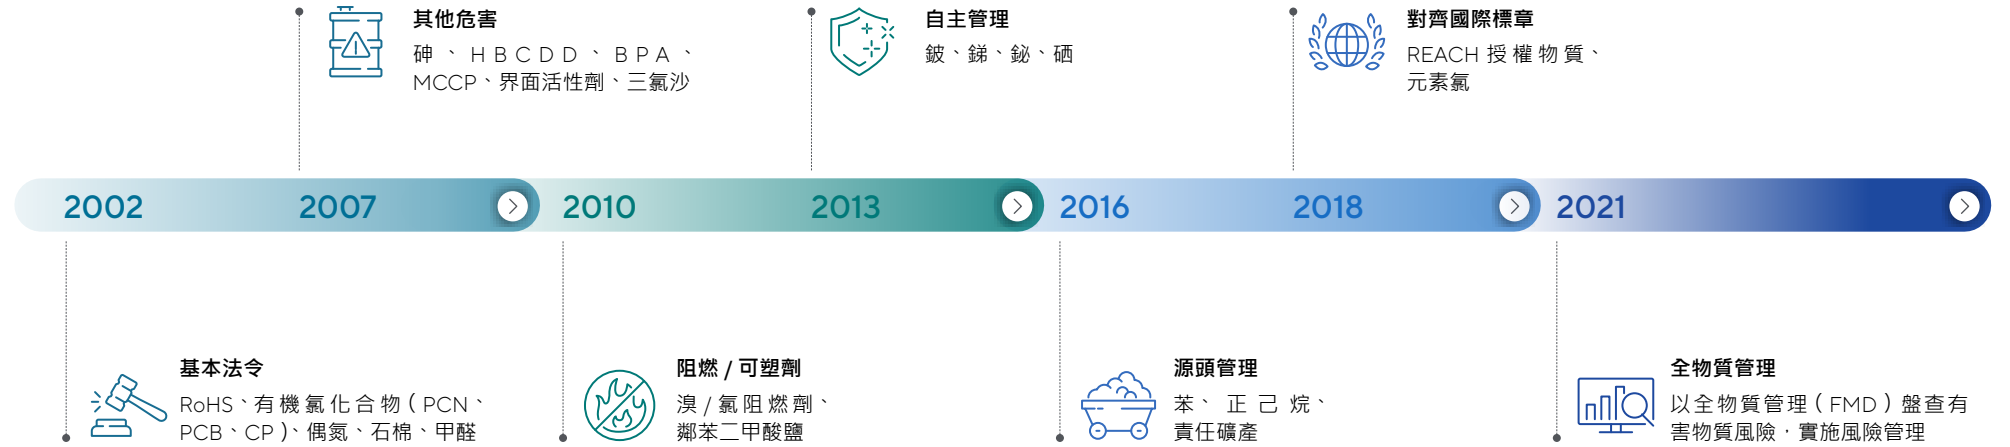 其他危害
砷、HBCDD、BPA、
MCCP、界面活性劑、三氯沙
自主管理
鈹、銻、鉍、硒
對齊國際標章
REACH 授權物質、
元素氯
2002
2007
2010
2013
2016
2018
2021
基本法令
RoHS、有機氯化合物 ( PCN、
PCB、CP )、偶氮、石棉、甲醛
阻燃 / 可塑劑
溴 / 氯阻燃劑、
鄰苯二甲酸鹽
源頭管理
苯、正己烷、
責任礦產
全物質管理
以全物質管理 ( FMD ) 盤查有
害物質風險，實施風險管理